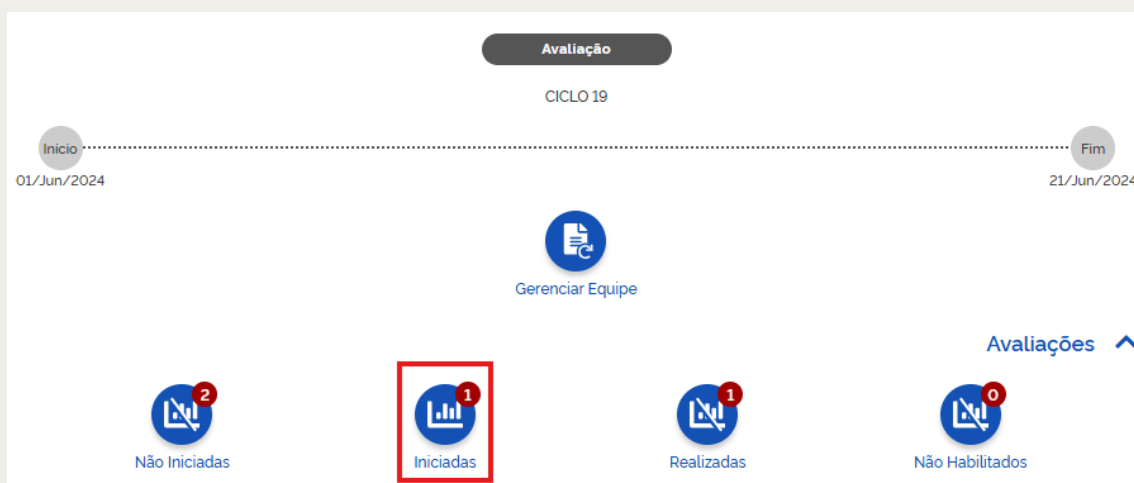 Avaliação
CICLO 19
Inicio
Fim
01/Jun/2024
21/Jun/2024
Gerenciar Equipe
Avaliações
2
1
1
0
Não Iniciadas
Iniciadas
Realizadas
Não Habilitados